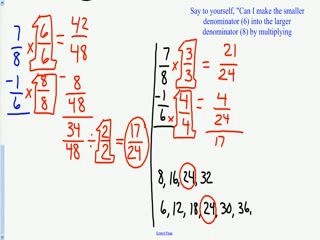 Say to yourself, "Can I make the smaller
denominator (6) into the larger
denominator (8) by multiplying
7/8 × 6/6 = 42/48
-1/6 × 8/8 - 8/48
34/48 ÷ 2/2 = 17/24
7/8 × 3/3 = 21/24
-1/6 × 4/4 = 4/24
17
8, 16, 24, 32
6, 12, 18, 24, 30, 36,